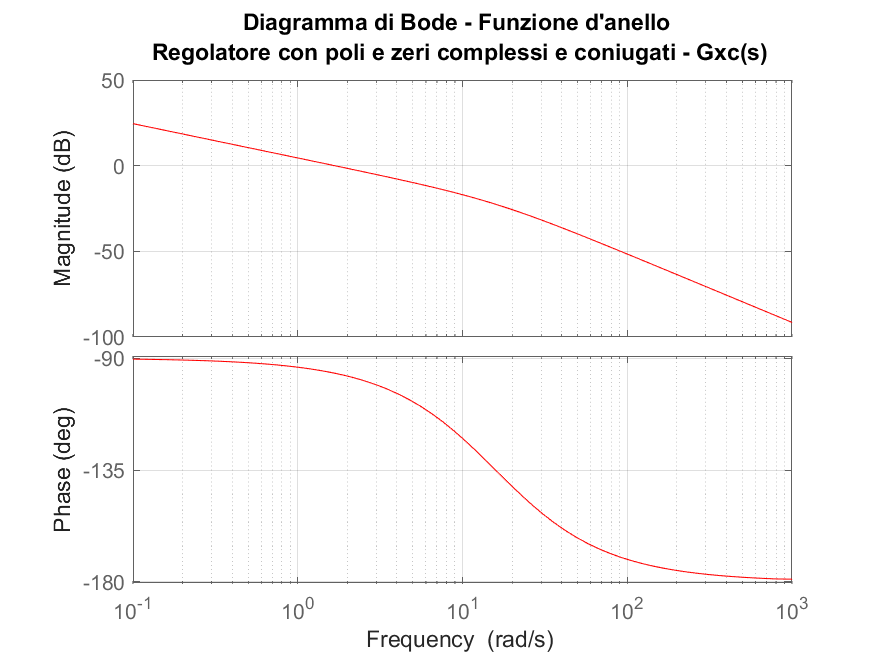 Diagramma di Bode - Funzione d'anello
Regolatore con poli e zeri complessi e coniugati - Gxc(s)
50
0
-50
-100
Magnitude (dB)
-90
-135
-180
Phase (deg)
10^-1 10^0 10^1 10^2 10^3
Frequency (rad/s)